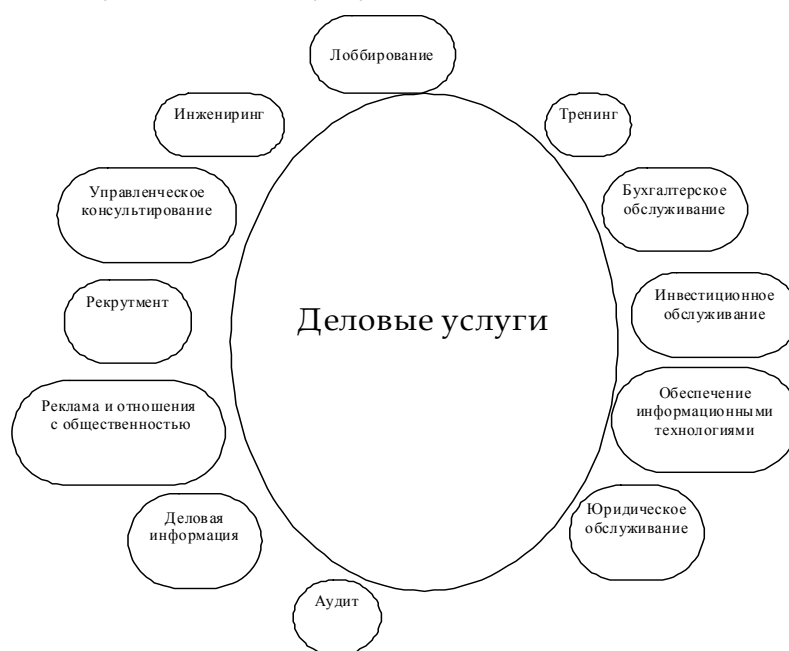 Лоббирование
Инжениринг
Тренинг
Управленческое
консультирование
Бухгалтерское
обслуживание
Рекрутмент
Деловые услуги
Инвестиционное
обслуживание
Реклама и отношения
с общественностью
Обеспечение
информационными
технологиями
Деловая
информация
Юридическое
обслуживание
Аудит